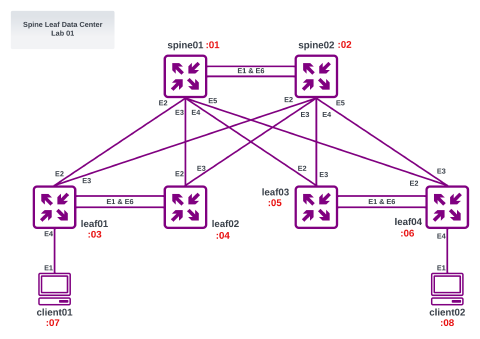 Spine Leaf Data Center
Lab 01
spine01 :01
spine02 :02
E1 & E6
E2
E3
E4
E5
E2
E3
E4
E5
E2
E3
E2
E3
E2
E3
E3
E2
E1 & E6
E1 & E6
leaf01
:03
leaf02
:04
leaf03
:05
leaf04
:06
E4
E4
E1
E1
client01
:07
client02
:08